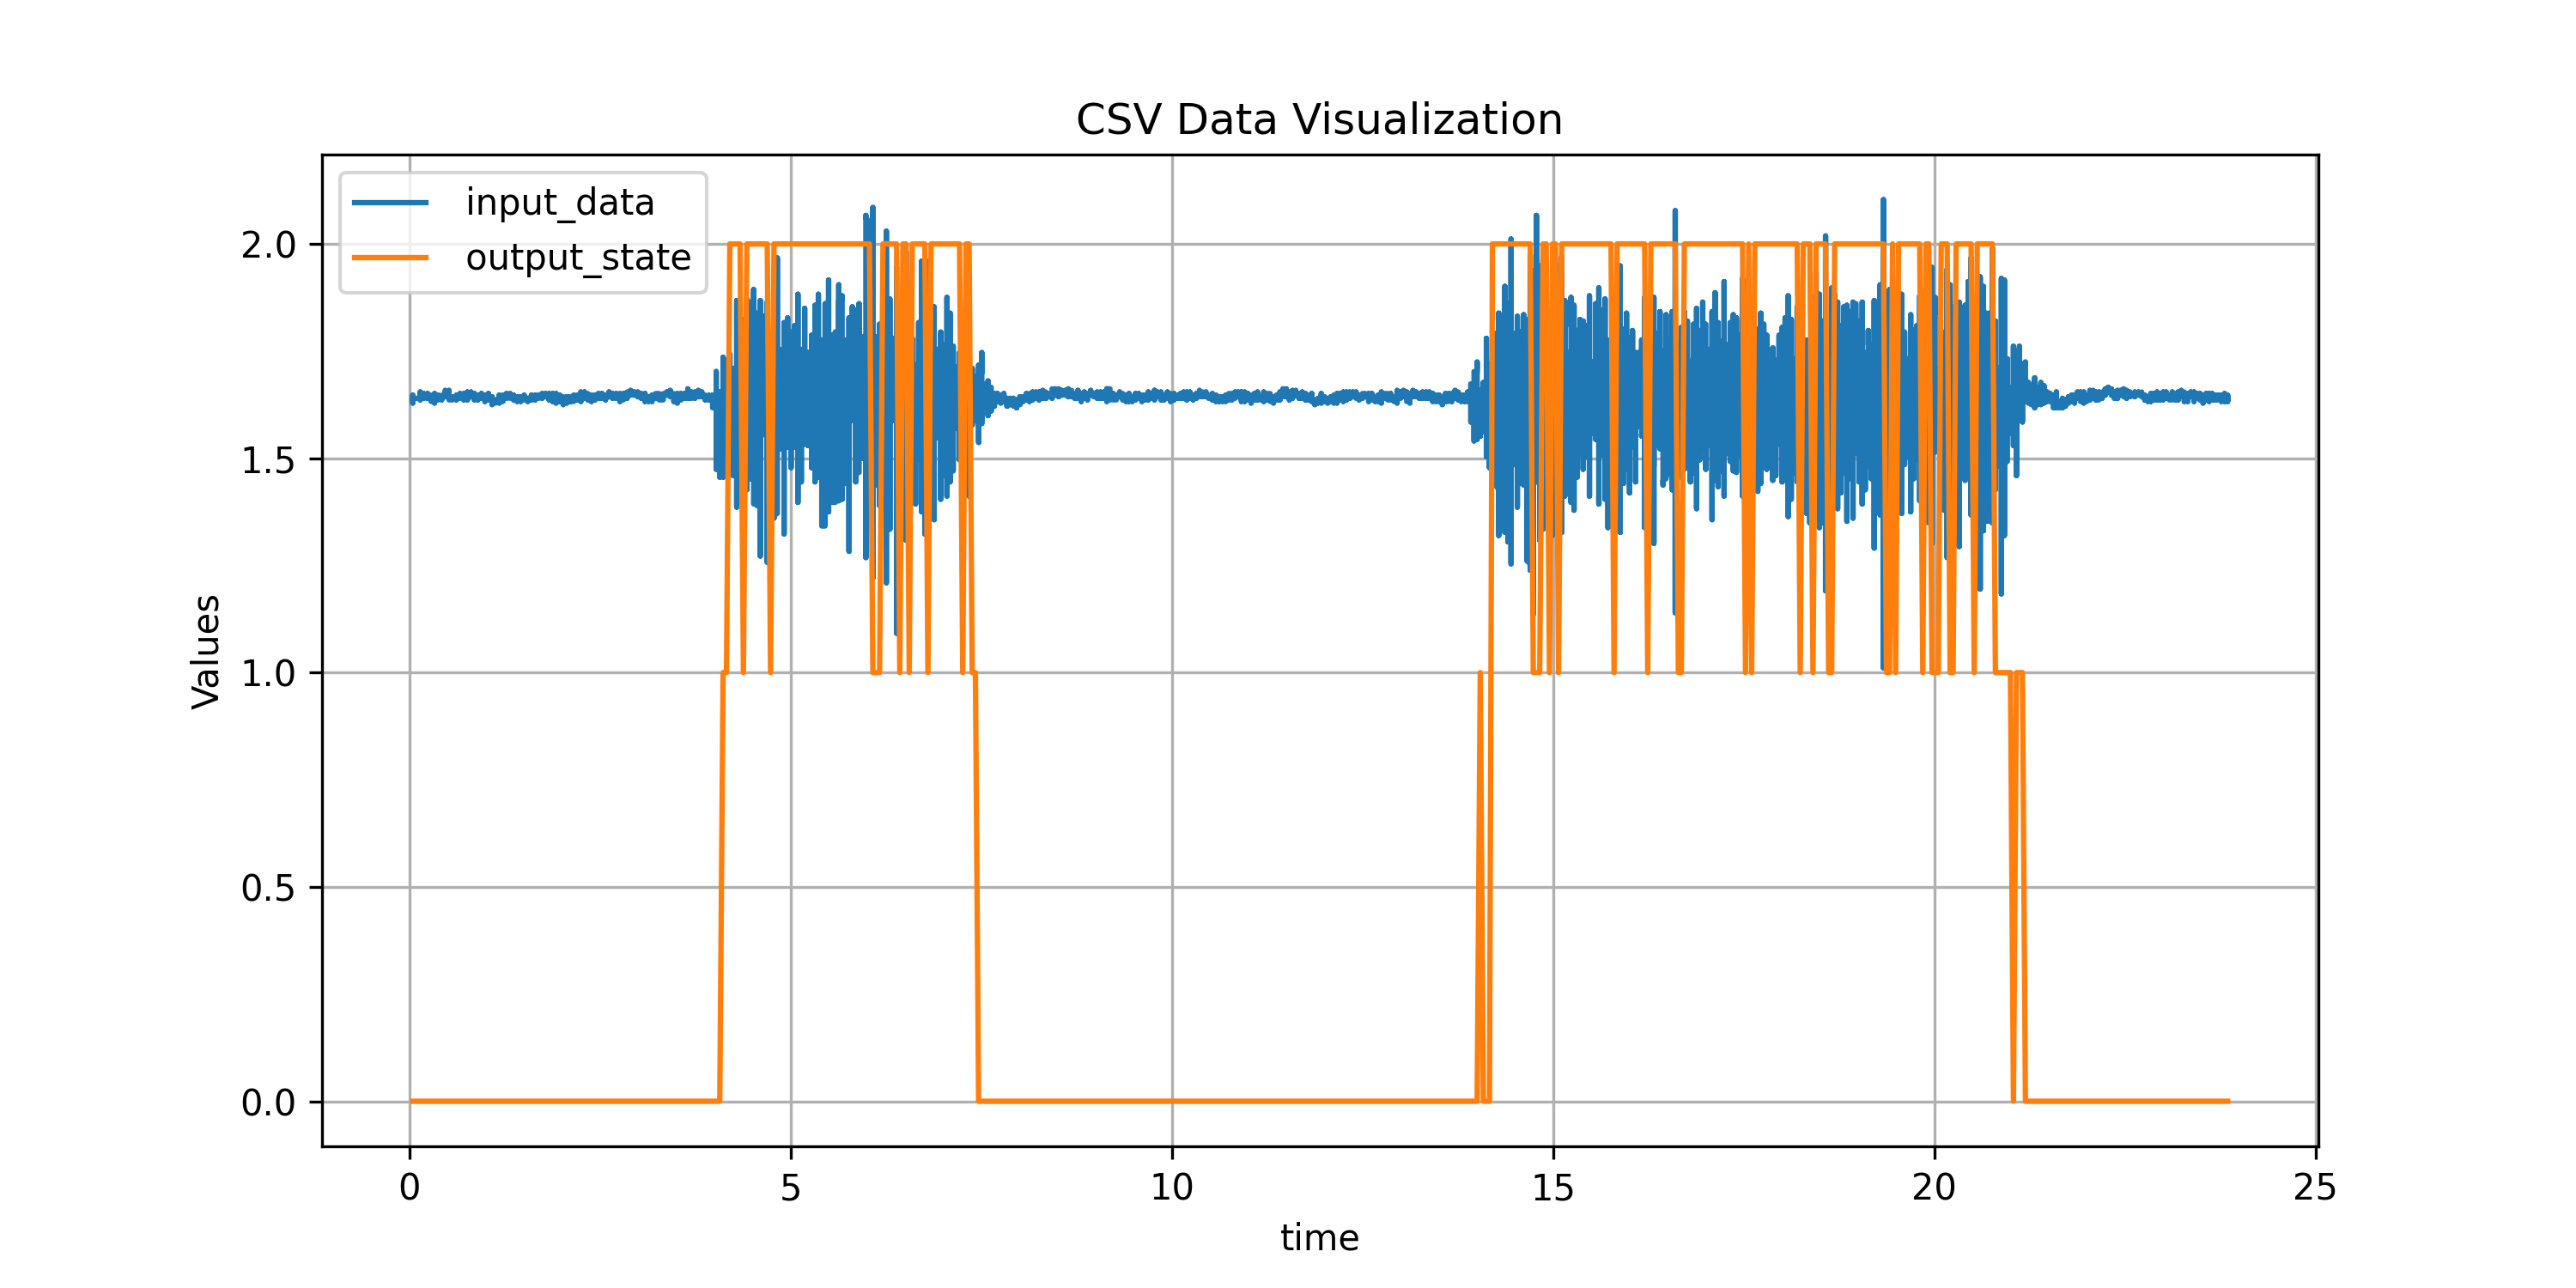 CSV Data Visualization
input_data
output_state
Values
2.0
1.5
1.0
0.5
0.0
0 5 10 15 20 25
time